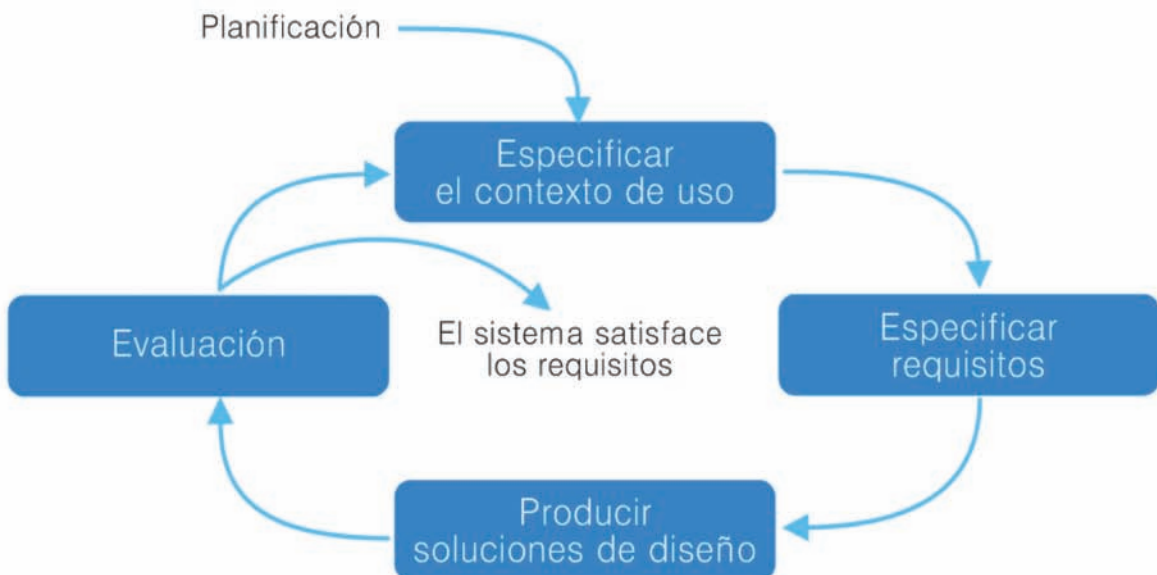 Planificación
Especificar
el contexto de uso
Evaluación
El sistema satisface
los requisitos
Especificar
requisitos
Producir
soluciones de diseño